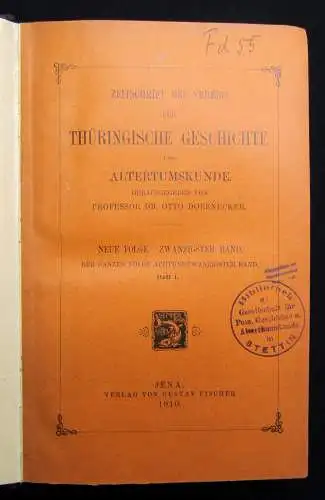 Fd 55
ZEITSCHRIFT DES VEREINS
FÜR
THÜRINGISCHE GESCHICHTE
UND
ALTERTUMSKUNDE.
HERAUSGEGEBEN VON
PROFESSOR DR. OTTO DOBENECKER.
NEUE FOLGE. ZWANZIGSTER BAND.
DER GANZEN FOLGE ACHTUNDZWANZIGSTER BAND.
HEFT 1.
Bibliothek
d.
Gesellschaft für
Pom. Geschichte u.
Alterthumskunde
in
STETTIN
JENA,
VERLAG VON GUSTAV FISCHER
1910.